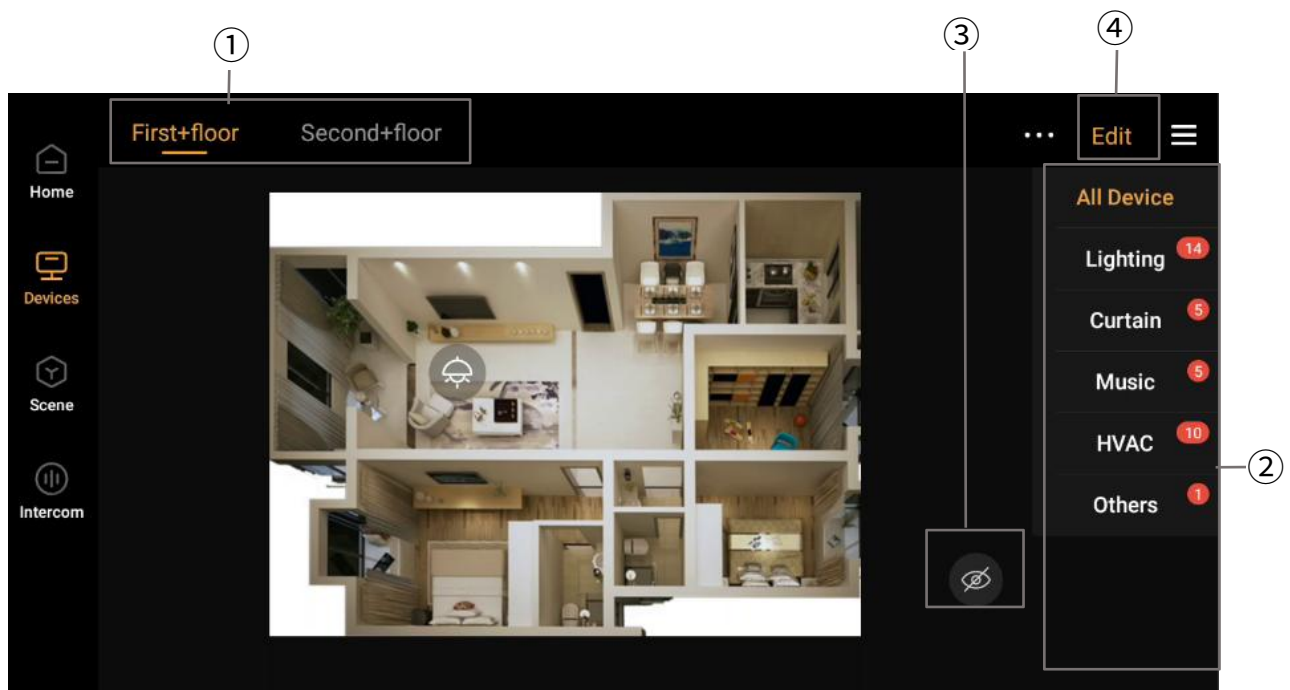 ① ③ ④
First+floor Second+floor ... Edit
Home
All Device
Lighting 14
Devices
Curtain 5
Music 5
Scene
HVAC 10
②
Others 1
Intercom